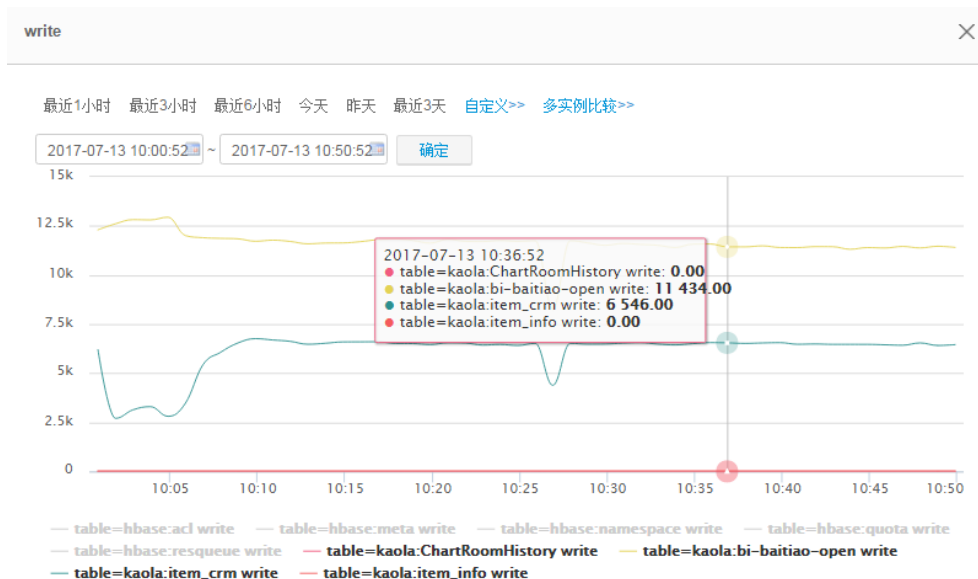 write
最近1小时 最近3小时 最近6小时 今天 昨天 最近3天 自定义>> 多实例比较>>
2017-07-13 10:00:52 ~ 2017-07-13 10:50:52 确定
15k
12.5k
10k
7.5k
5k
2.5k
0
2017-07-13 10:36:52
table=kaola:ChartRoomHistory write: 0.00
table=kaola:bi-baitiao-open write: 11 434.00
table=kaola:item_crm write: 6 546.00
table=kaola:item_info write: 0.00
10:05 10:10 10:15 10:20 10:25 10:30 10:35 10:40 10:45 10:50
table=hbase:acl write table=hbase:meta write table=hbase:namespace write table=hbase:quota write
table=hbase:resqueue write table=kaola:ChartRoomHistory write table=kaola:bi-baitiao-open write
table=kaola:item_crm write table=kaola:item_info write